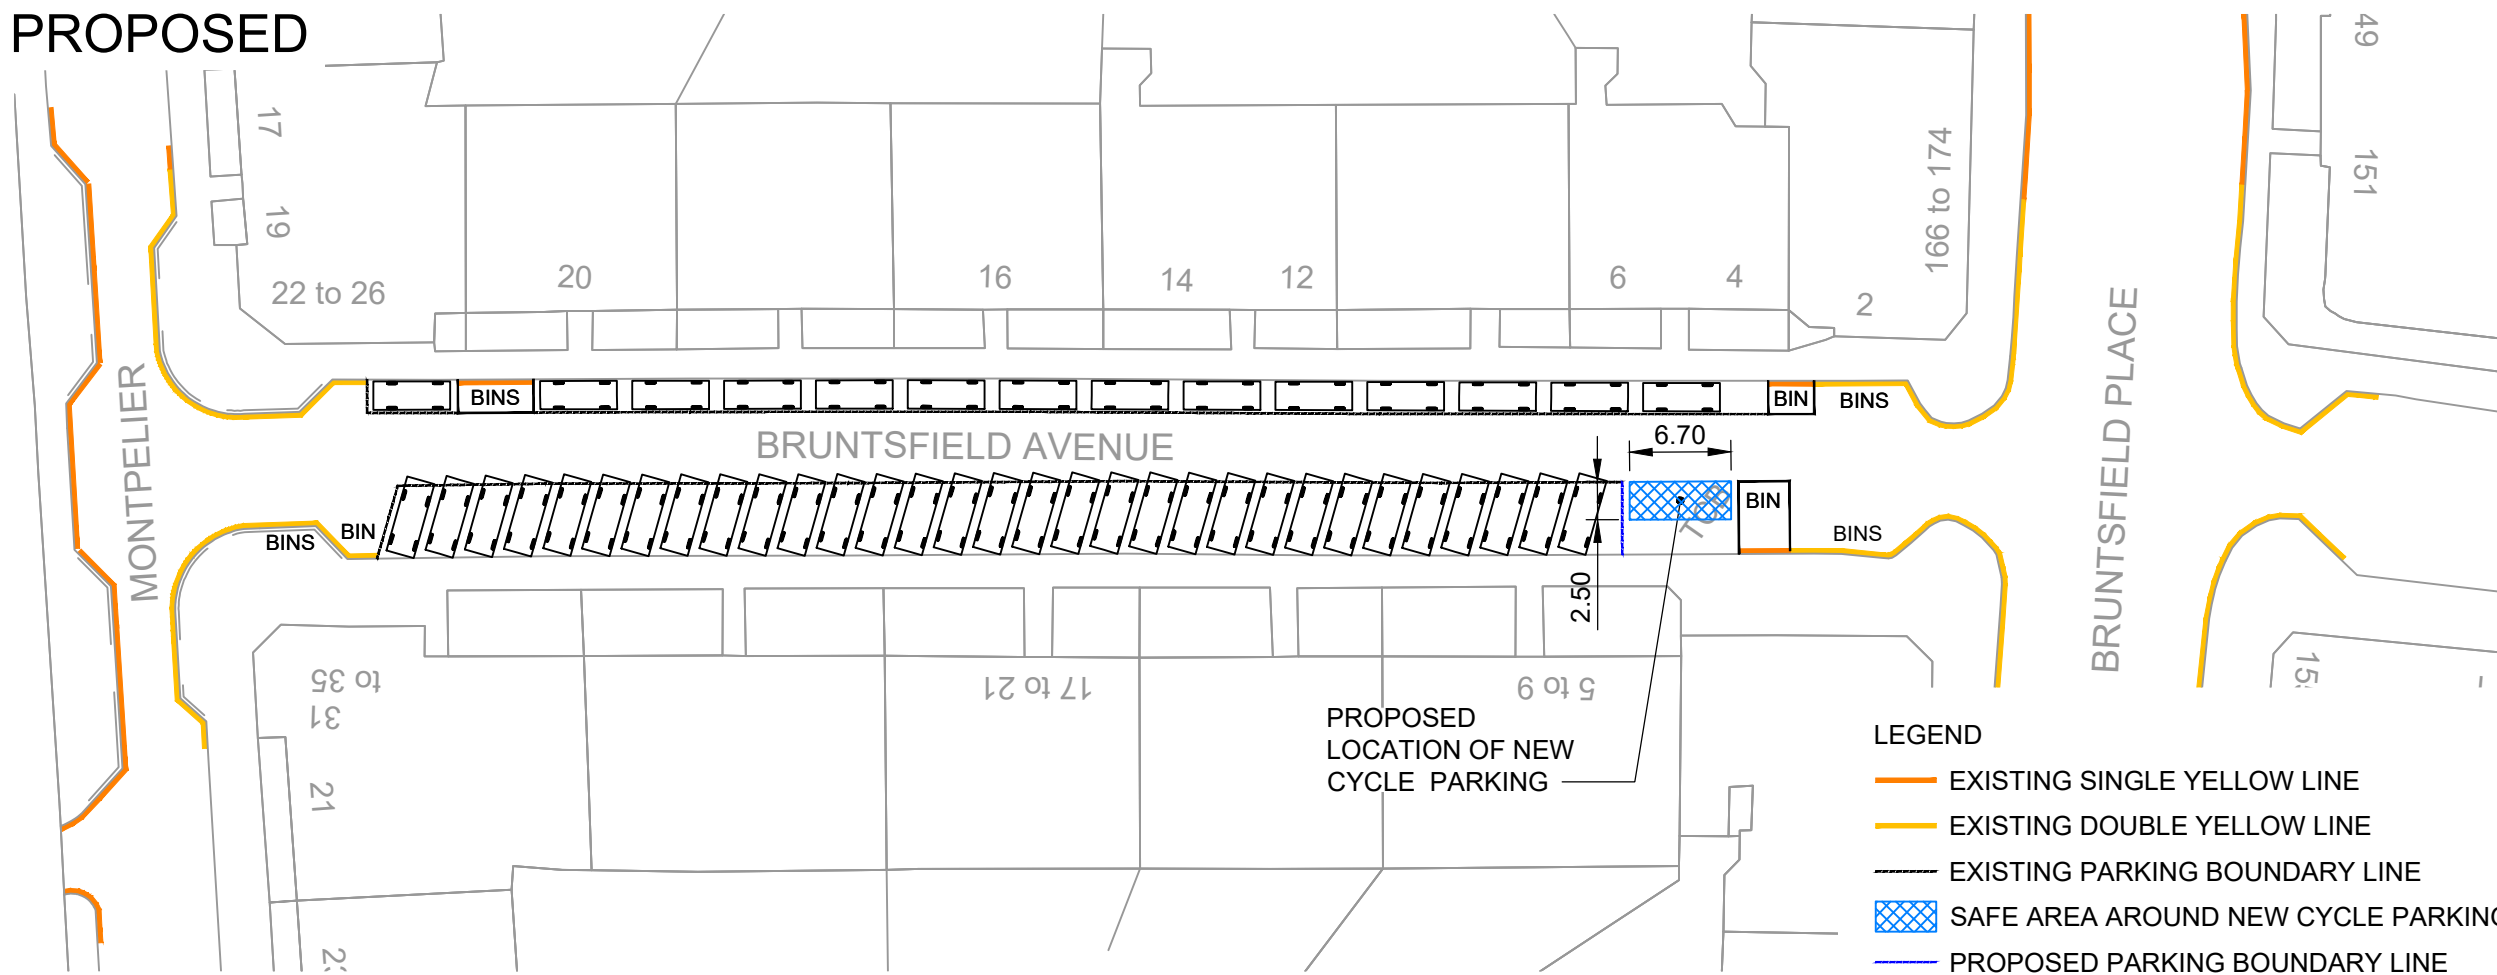 PROPOSED
17
19
22 to 26
20
16
14
12
6
4
2
166 to 174
49
151
BINS
BIN
BINS
MONTPELIER
BRUNTSFIELD AVENUE
BRUNTSFIELD PLACE
6.70
BIN
BINS
BIN
BINS
TCB
2.50
31
to 35
17 to 21
5 to 9
21
PROPOSED
LOCATION OF NEW
CYCLE PARKING
LEGEND
EXISTING SINGLE YELLOW LINE
EXISTING DOUBLE YELLOW LINE
EXISTING PARKING BOUNDARY LINE
SAFE AREA AROUND NEW CYCLE PARKING
PROPOSED PARKING BOUNDARY LINE